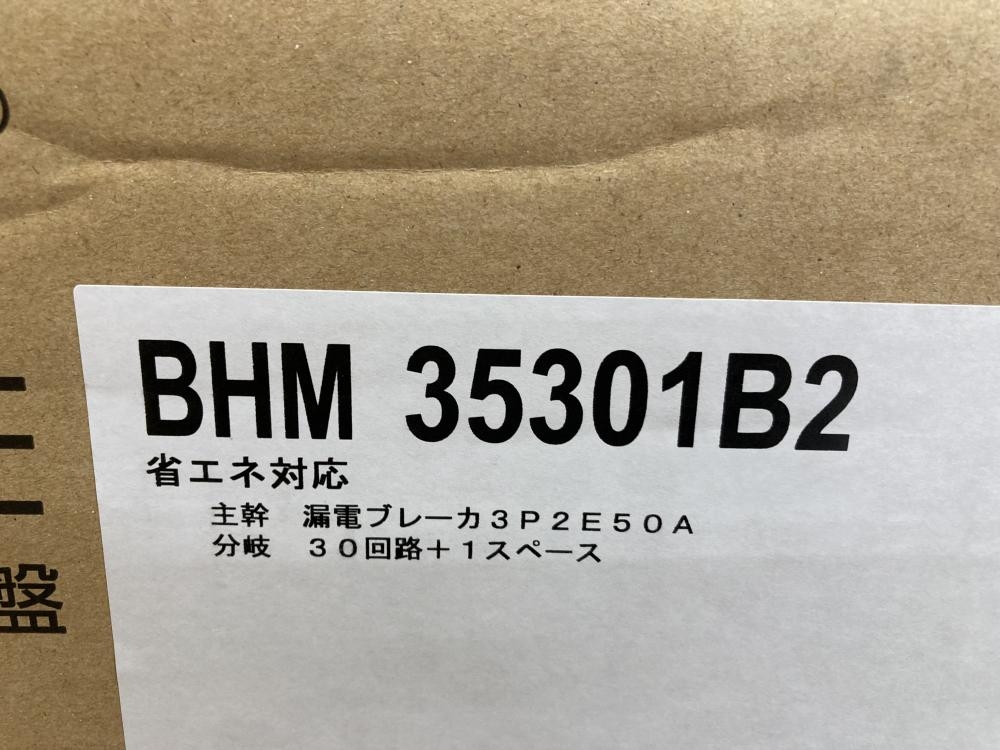 BHM 35301B2
省エネ対応
主幹 漏電ブレーカ3P2E50A
分岐 30回路+1スペース
盤